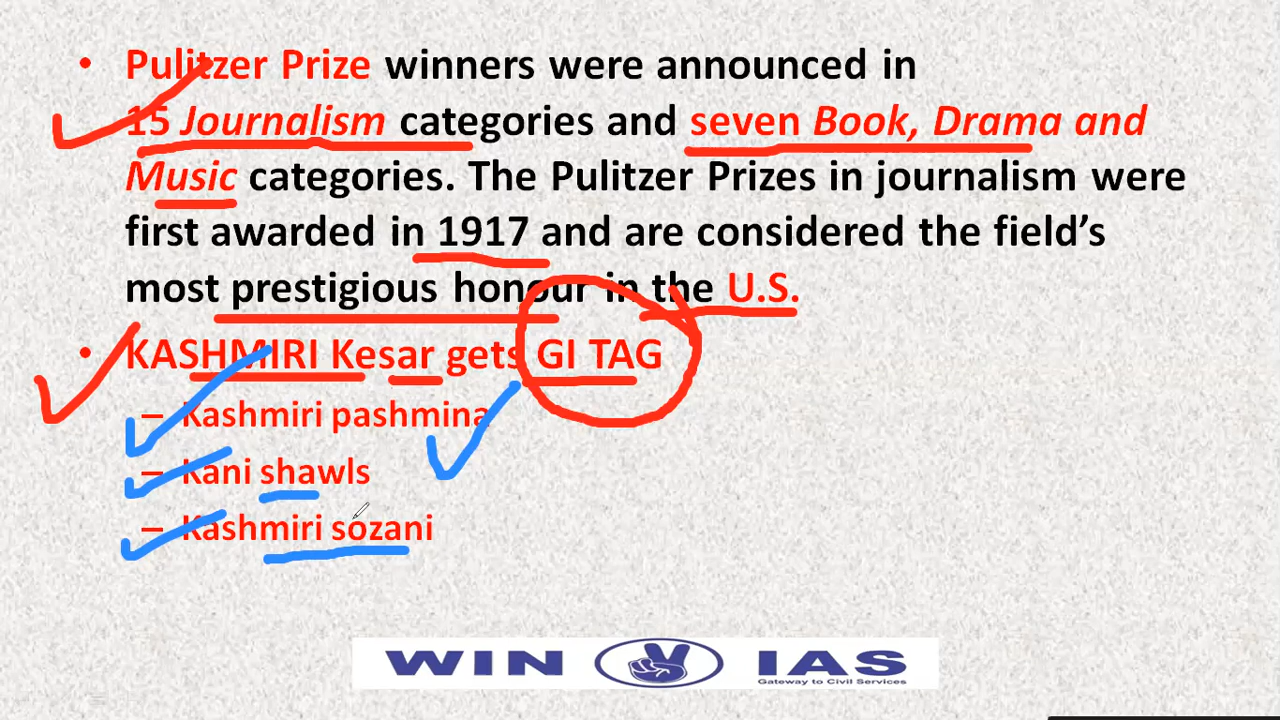 • Pulitzer Prize winners were announced in
15 Journalism categories and seven Book, Drama and
Music categories. The Pulitzer Prizes in journalism were
first awarded in 1917 and are considered the field’s
most prestigious honour in the U.S.
• KASHMIRI Kesar gets GI TAG
– Kashmiri pashmina
– Kani shawls
– Kashmiri sozani
WIN IAS
Gateway to Civil Services